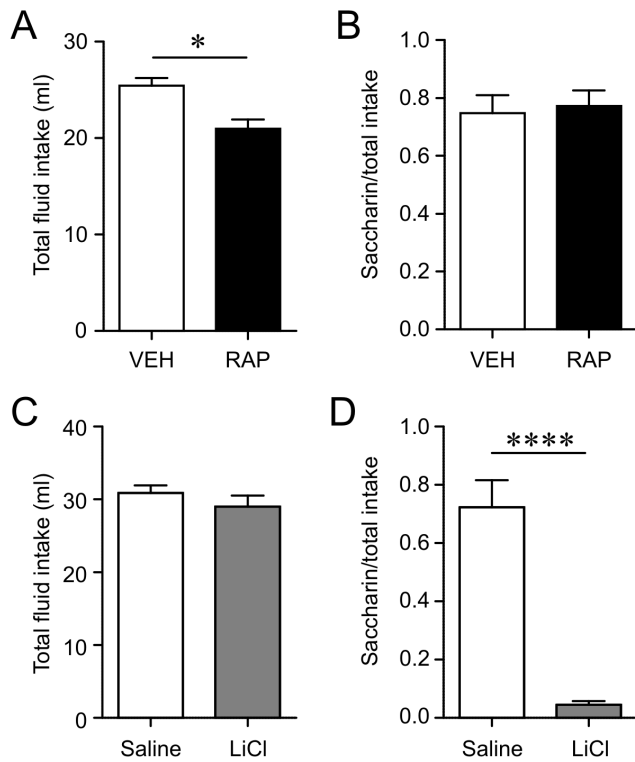 A
Total fluid intake (ml)
30
20
10
0
*
VEH
RAP
B
Saccharin/total intake
1.0
0.8
0.6
0.4
0.2
0.0
VEH
RAP
C
Total fluid intake (ml)
40
30
20
10
0
Saline
LiCl
D
Saccharin/total intake
1.0
0.8
0.6
0.4
0.2
0.0
****
Saline
LiCl